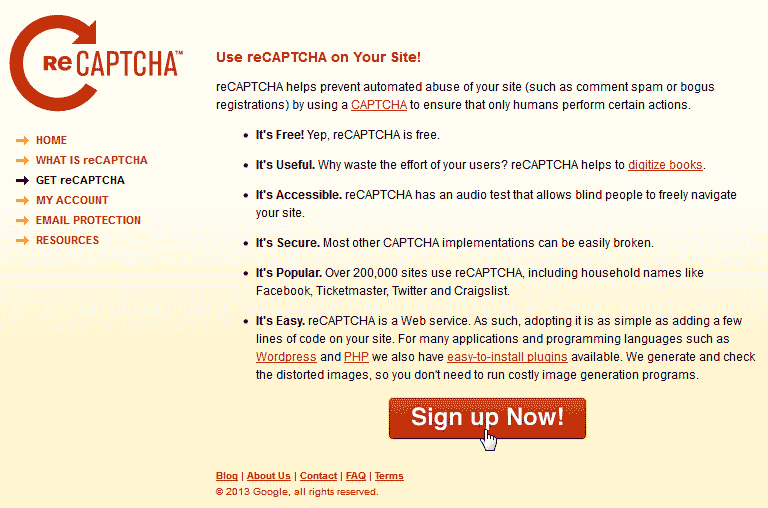 ReCAPTCHA™
HOME
WHAT IS reCAPTCHA
GET reCAPTCHA
MY ACCOUNT
EMAIL PROTECTION
RESOURCES
Use reCAPTCHA on Your Site!
reCAPTCHA helps prevent automated abuse of your site (such as comment spam or bogus
registrations) by using a CAPTCHA to ensure that only humans perform certain actions.
• It's Free! Yep, reCAPTCHA is free.
• It's Useful. Why waste the effort of your users? reCAPTCHA helps to digitize books.
• It's Accessible. reCAPTCHA has an audio test that allows blind people to freely navigate
your site.
• It's Secure. Most other CAPTCHA implementations can be easily broken.
• It's Popular. Over 200,000 sites use reCAPTCHA, including household names like
Facebook, Ticketmaster, Twitter and Craigslist.
• It's Easy. reCAPTCHA is a Web service. As such, adopting it is as simple as adding a few
lines of code on your site. For many applications and programming languages such as
Wordpress and PHP we also have easy-to-install plugins available. We generate and check
the distorted images, so you don't need to run costly image generation programs.
Sign up Now!
Blog | About Us | Contact | FAQ | Terms
© 2013 Google, all rights reserved.